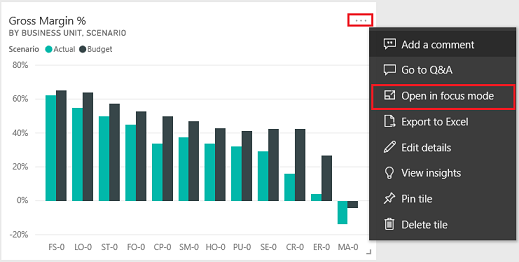 Gross Margin %
BY BUSINESS UNIT, SCENARIO
Scenario Actual Budget
80%
60%
40%
20%
0%
-20%
FS-0 LO-0 ST-0 FO-0 CP-0 SM-0 HO-0 PU-0 SE-0 CR-0 ER-0 MA-0
Add a comment
Go to Q&A
Open in focus mode
Export to Excel
Edit details
View insights
Pin tile
Delete tile